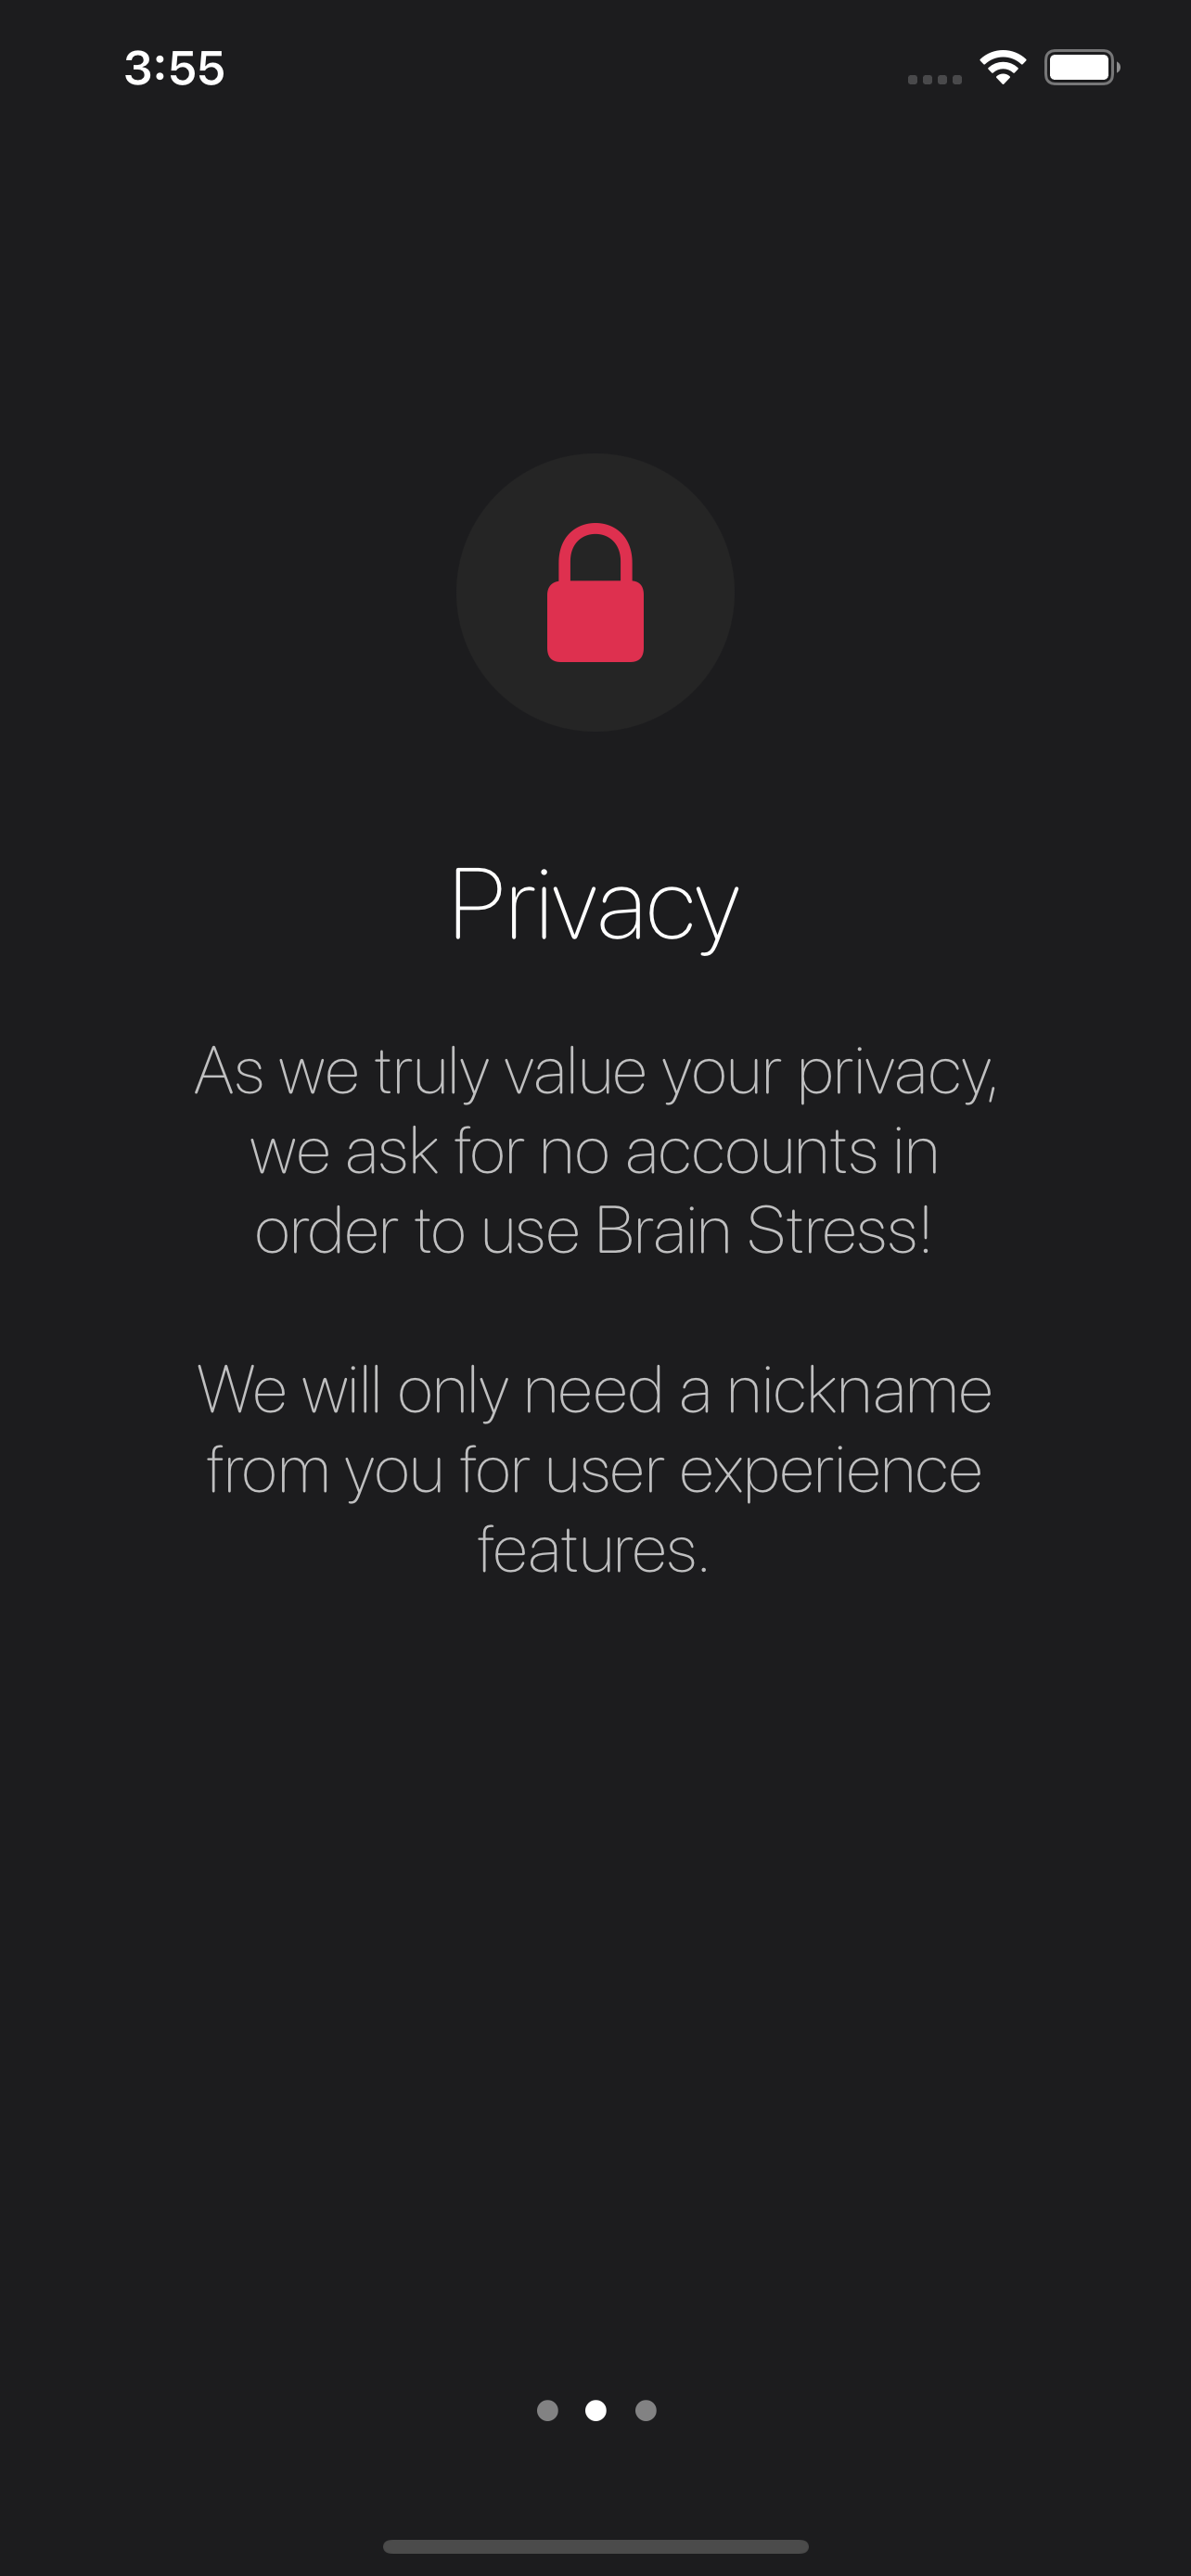 3:55
Privacy
As we truly value your privacy,
we ask for no accounts in
order to use Brain Stress!
We will only need a nickname
from you for user experience
features.